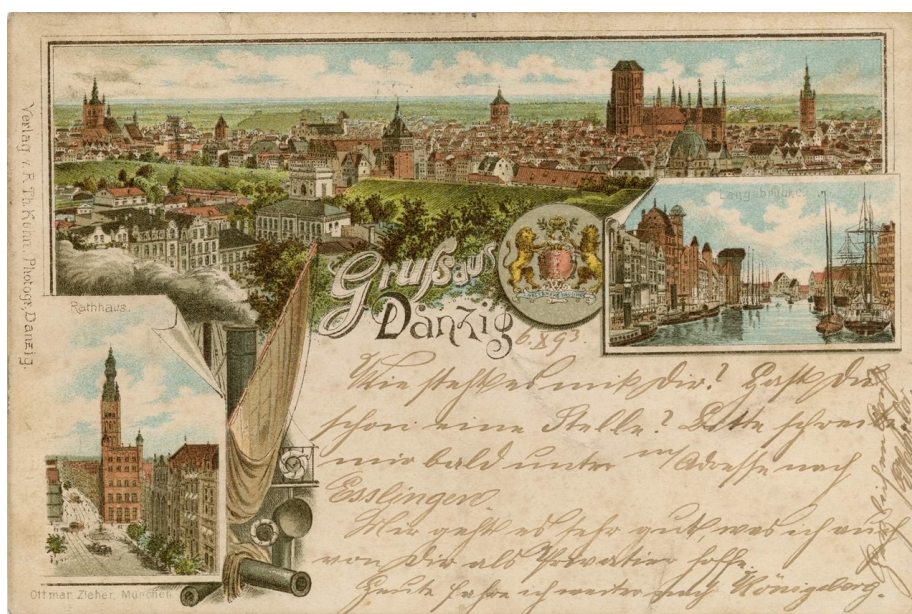 Verlag v. R. Th. Kuhn, Photogr., Danzig.
Langebrücke.
Gruß aus
Danzig
Rathhaus.
6.X 93.
Wie steht es mit Dir? Hast Du
schon eine Stelle? Bitte schreibe
mir bald unter m/ Adresse nach
Esslingen.
Mir geht es sehr gut, was ich auch
von Dir als Privatier hoffe.
Heute fahre ich weiter nach Königsberg.
Ottmar Zieher, München.